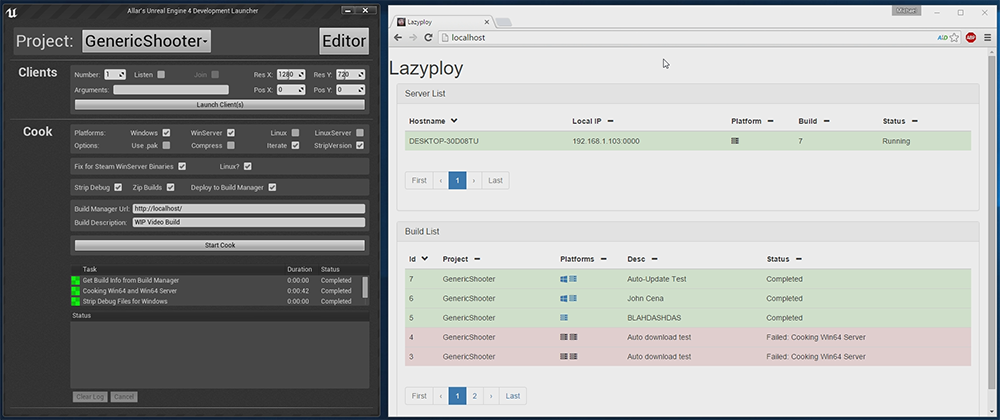 Allar's Unreal Engine 4 Development Launcher
Project: GenericShooter Editor
Clients
Number: 1 Listen Join Res X: 1280 Res Y: 720
Arguments: Pos X: 0 Pos Y: 0
Launch Client(s)
Cook
Platforms: Windows WinServer Linux LinuxServer
Options: Use .pak Compress Iterate StripVersion
Fix for Steam WinServer Binaries Linux?
Strip Debug Zip Builds Deploy to Build Manager
Build Manager Url: http://localhost/
Build Description: WIP Video Build
Start Cook
Task Duration Status
Get Build Info from Build Manager 0:00:00 Completed
Cooking Win64 and Win64 Server 0:00:42 Completed
Strip Debug Files for Windows 0:00:00 Completed
Status
Clear Log Cancel
Lazyploy
Michael
localhost
ABP
Lazyploy
Server List
Hostname Local IP Platform Build Status
DESKTOP-30D08TU 192.168.1.103:0000 7 Running
First ‹ 1 › Last
Build List
Id Project Platforms Desc Status
7 GenericShooter Auto-Update Test Completed
6 GenericShooter John Cena Completed
5 GenericShooter BLAHDASHDAS Completed
4 GenericShooter Auto download test Failed: Cooking Win64 Server
3 GenericShooter Auto download test Failed: Cooking Win64 Server
First ‹ 1 2 › Last